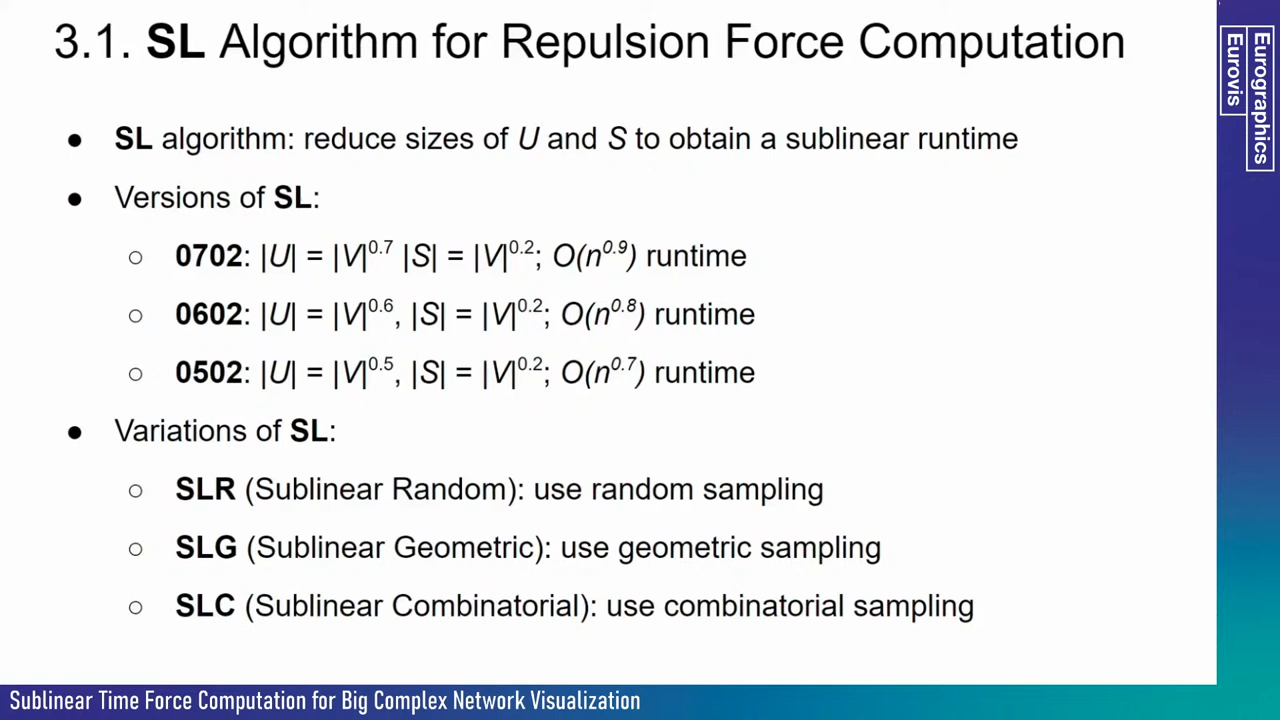 3.1. SL Algorithm for Repulsion Force Computation
● SL algorithm: reduce sizes of U and S to obtain a sublinear runtime
● Versions of SL:
○ 0702: |U| = |V|^0.7 |S| = |V|^0.2; O(n^0.9) runtime
○ 0602: |U| = |V|^0.6, |S| = |V|^0.2; O(n^0.8) runtime
○ 0502: |U| = |V|^0.5, |S| = |V|^0.2; O(n^0.7) runtime
● Variations of SL:
○ SLR (Sublinear Random): use random sampling
○ SLG (Sublinear Geometric): use geometric sampling
○ SLC (Sublinear Combinatorial): use combinatorial sampling
Eurographics
Eurovis
Sublinear Time Force Computation for Big Complex Network Visualization